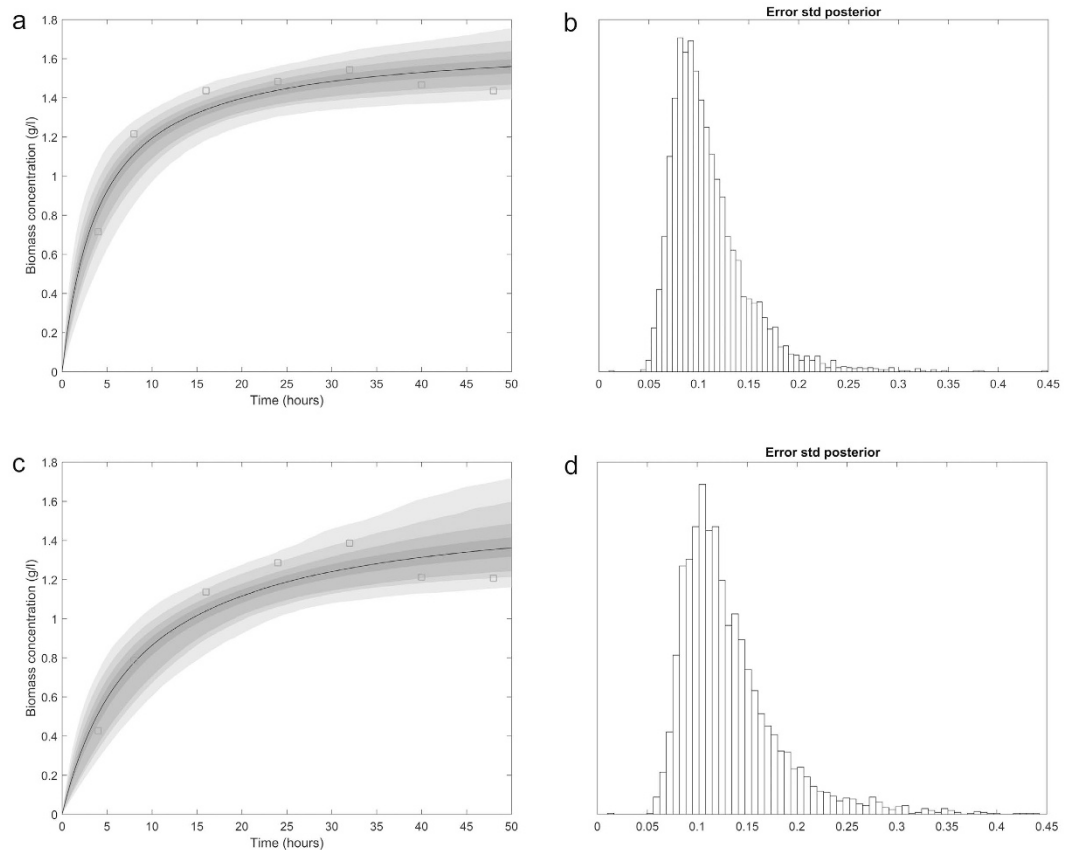 a
1.8
1.6
1.4
1.2
1
0.8
0.6
0.4
0.2
0
Biomass concentration (g/l)
0 5 10 15 20 25 30 35 40 45 50
Time (hours)
b
Error std posterior
0 0.05 0.1 0.15 0.2 0.25 0.3 0.35 0.4 0.45
c
1.8
1.6
1.4
1.2
1
0.8
0.6
0.4
0.2
0
Biomass concentration (g/l)
0 5 10 15 20 25 30 35 40 45 50
Time (hours)
d
Error std posterior
0 0.05 0.1 0.15 0.2 0.25 0.3 0.35 0.4 0.45